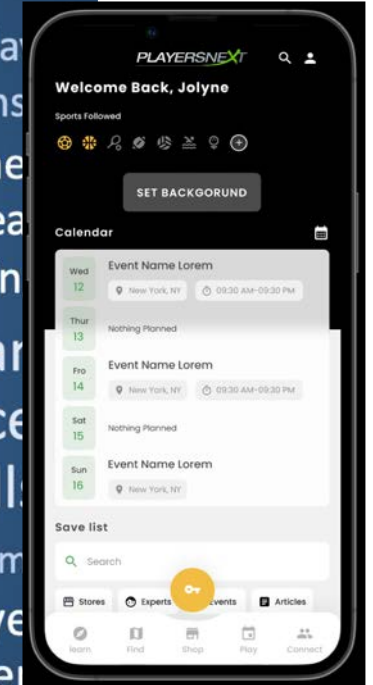 PLAYERSNEXT
Welcome Back, Jolyne
Sports Followed
SET BACKGORUND
Calendar
Wed
12
Event Name Lorem
New York, NY
09:30 AM-09:30 PM
Thur
13
Nothing Planned
Fro
14
Event Name Lorem
New York, NY
09:30 AM-09:30 PM
Sat
15
Nothing Planned
Sun
16
Event Name Lorem
New York, NY
Save list
Search
Stores
Experts
Events
Articles
learn
Find
Shop
Play
Connect